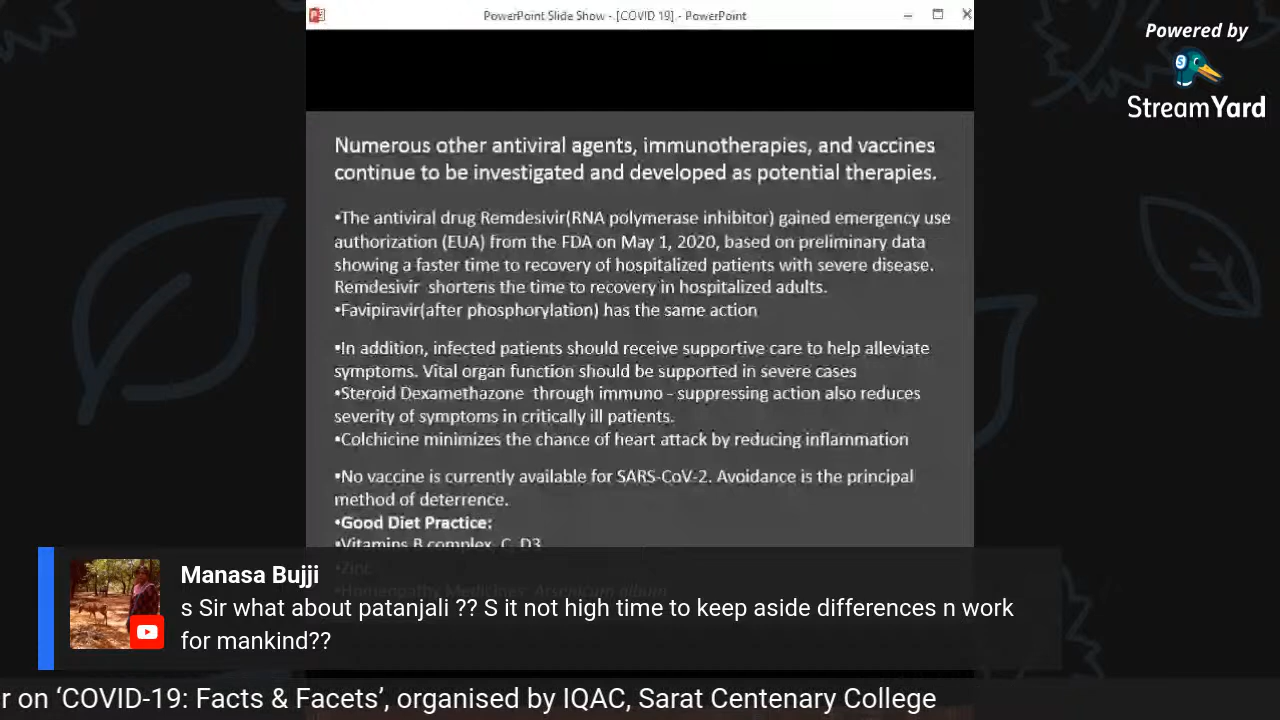 PowerPoint Slide Show - [COVID 19] - PowerPoint
Powered by
StreamYard
Numerous other antiviral agents, immunotherapies, and vaccines
continue to be investigated and developed as potential therapies.
•The antiviral drug Remdesivir(RNA polymerase inhibitor) gained emergency use
authorization (EUA) from the FDA on May 1, 2020, based on preliminary data
showing a faster time to recovery of hospitalized patients with severe disease.
Remdesivir shortens the time to recovery in hospitalized adults.
•Favipiravir(after phosphorylation) has the same action
•In addition, infected patients should receive supportive care to help alleviate
symptoms. Vital organ function should be supported in severe cases
•Steroid Dexamethazone through immuno - suppressing action also reduces
severity of symptoms in critically ill patients.
•Colchicine minimizes the chance of heart attack by reducing inflammation
•No vaccine is currently available for SARS-CoV-2. Avoidance is the principal
method of deterrence.
•Good Diet Practice:
•Vitamins B complex, C, D3
•Zinc
•Homeopathy Medicines: Arsenicum album
Manasa Bujji
s Sir what about patanjali ?? S it not high time to keep aside differences n work
for mankind??
r on ‘COVID-19: Facts & Facets’, organised by IQAC, Sarat Centenary College